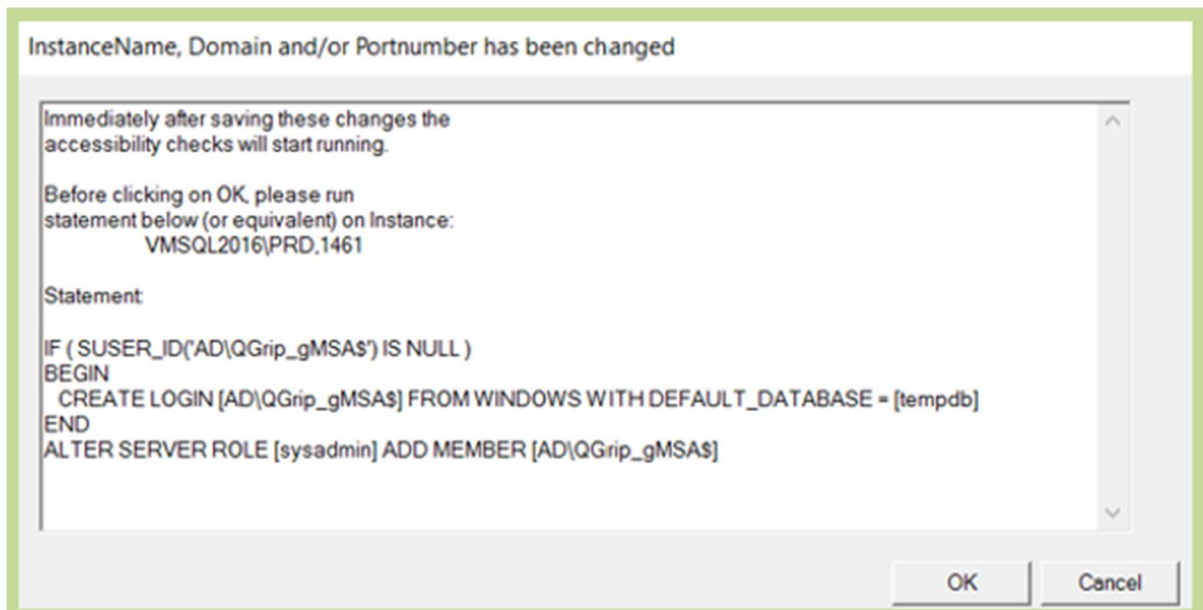 InstanceName, Domain and/or Portnumber has been changed
Immediately after saving these changes the
accessibility checks will start running.
Before clicking on OK, please run
statement below (or equivalent) on Instance:
VMSQL2016\PRD,1461
Statement:
IF ( SUSER_ID('AD\QGrip_gMSA$') IS NULL )
BEGIN
CREATE LOGIN [AD\QGrip_gMSA$] FROM WINDOWS WITH DEFAULT_DATABASE = [tempdb]
END
ALTER SERVER ROLE [sysadmin] ADD MEMBER [AD\QGrip_gMSA$]
OK Cancel